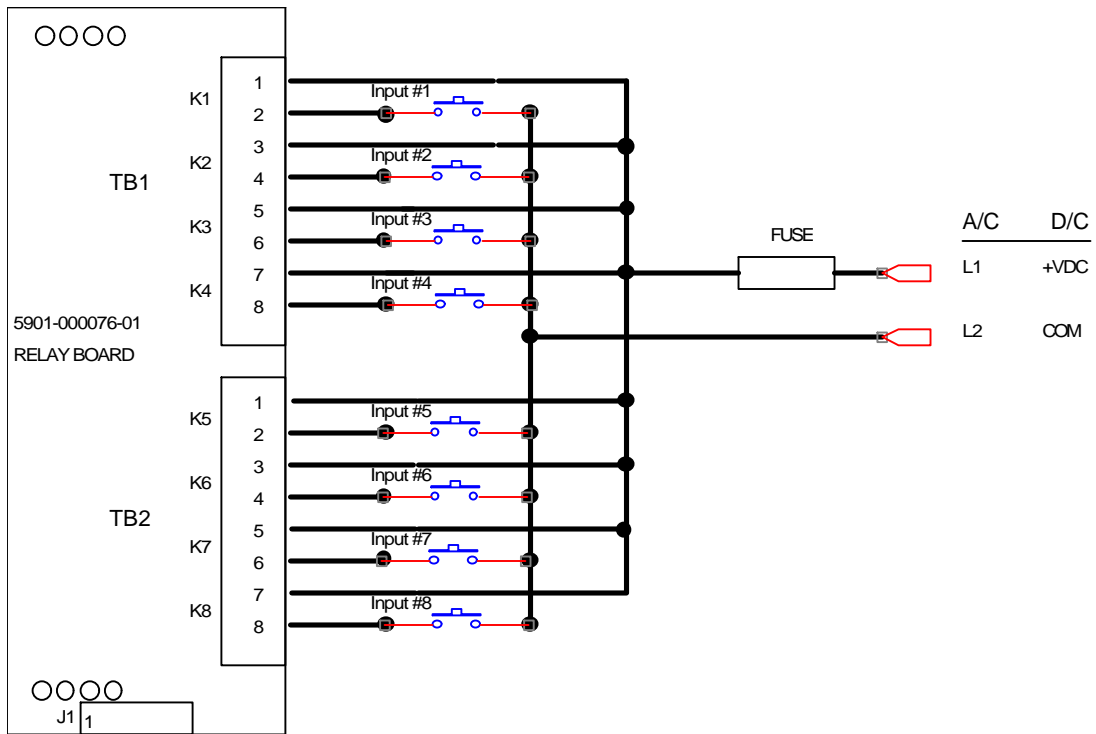 K1
1
2
Input #1
K2
3
4
Input #2
TB1
K3
5
6
Input #3
K4
7
8
Input #4
FUSE
A/C D/C
L1 +VDC
L2 COM
5901-000076-01
RELAY BOARD
K5
1
2
Input #5
K6
3
4
Input #6
TB2
K7
5
6
Input #7
K8
7
8
Input #8
J1
1